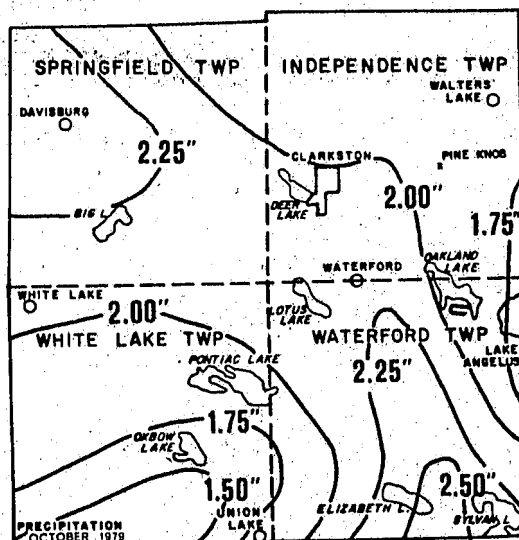 SPRINGFIELD TWP
INDEPENDENCE TWP
WALTERS
LAKE
DAVISBURG
2.25"
CLARKSTON
PINE KNOB
DEER
LAKE
2.00"
1.75"
BIG L.
OAKLAND
LAKE
WATERFORD
WHITE LAKE
2.00"
LOTUS
LAKE
WHITE LAKE TWP
WATERFORD TWP
LAKE
ANGELUS
PONTIAC LAKE
2.25"
1.75"
OXBOW
LAKE
1.50"
UNION
LAKE
ELIZABETH L.
2.50"
SYLVAN L.
PRECIPITATION
OCTOBER 1979